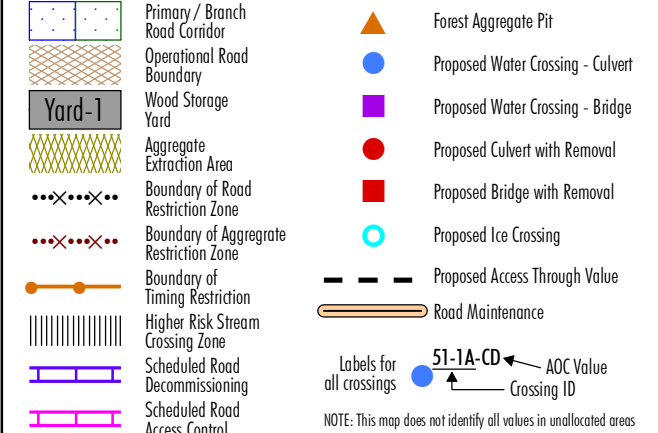 Primary / Branch
Road Corridor
Operational Road
Boundary
Yard-1
Wood Storage
Yard
Aggregate
Extraction Area
Boundary of Road
Restriction Zone
Boundary of Aggregrate
Restriction Zone
Boundary of
Timing Restriction
Higher Risk Stream
Crossing Zone
Scheduled Road
Decommissioning
Scheduled Road
Access Control
Forest Aggregate Pit
Proposed Water Crossing - Culvert
Proposed Water Crossing - Bridge
Proposed Culvert with Removal
Proposed Bridge with Removal
Proposed Ice Crossing
Proposed Access Through Value
Road Maintenance
Labels for
all crossings
51-1A-CD
AOC Value
Crossing ID
NOTE: This map does not identify all values in unallocated areas